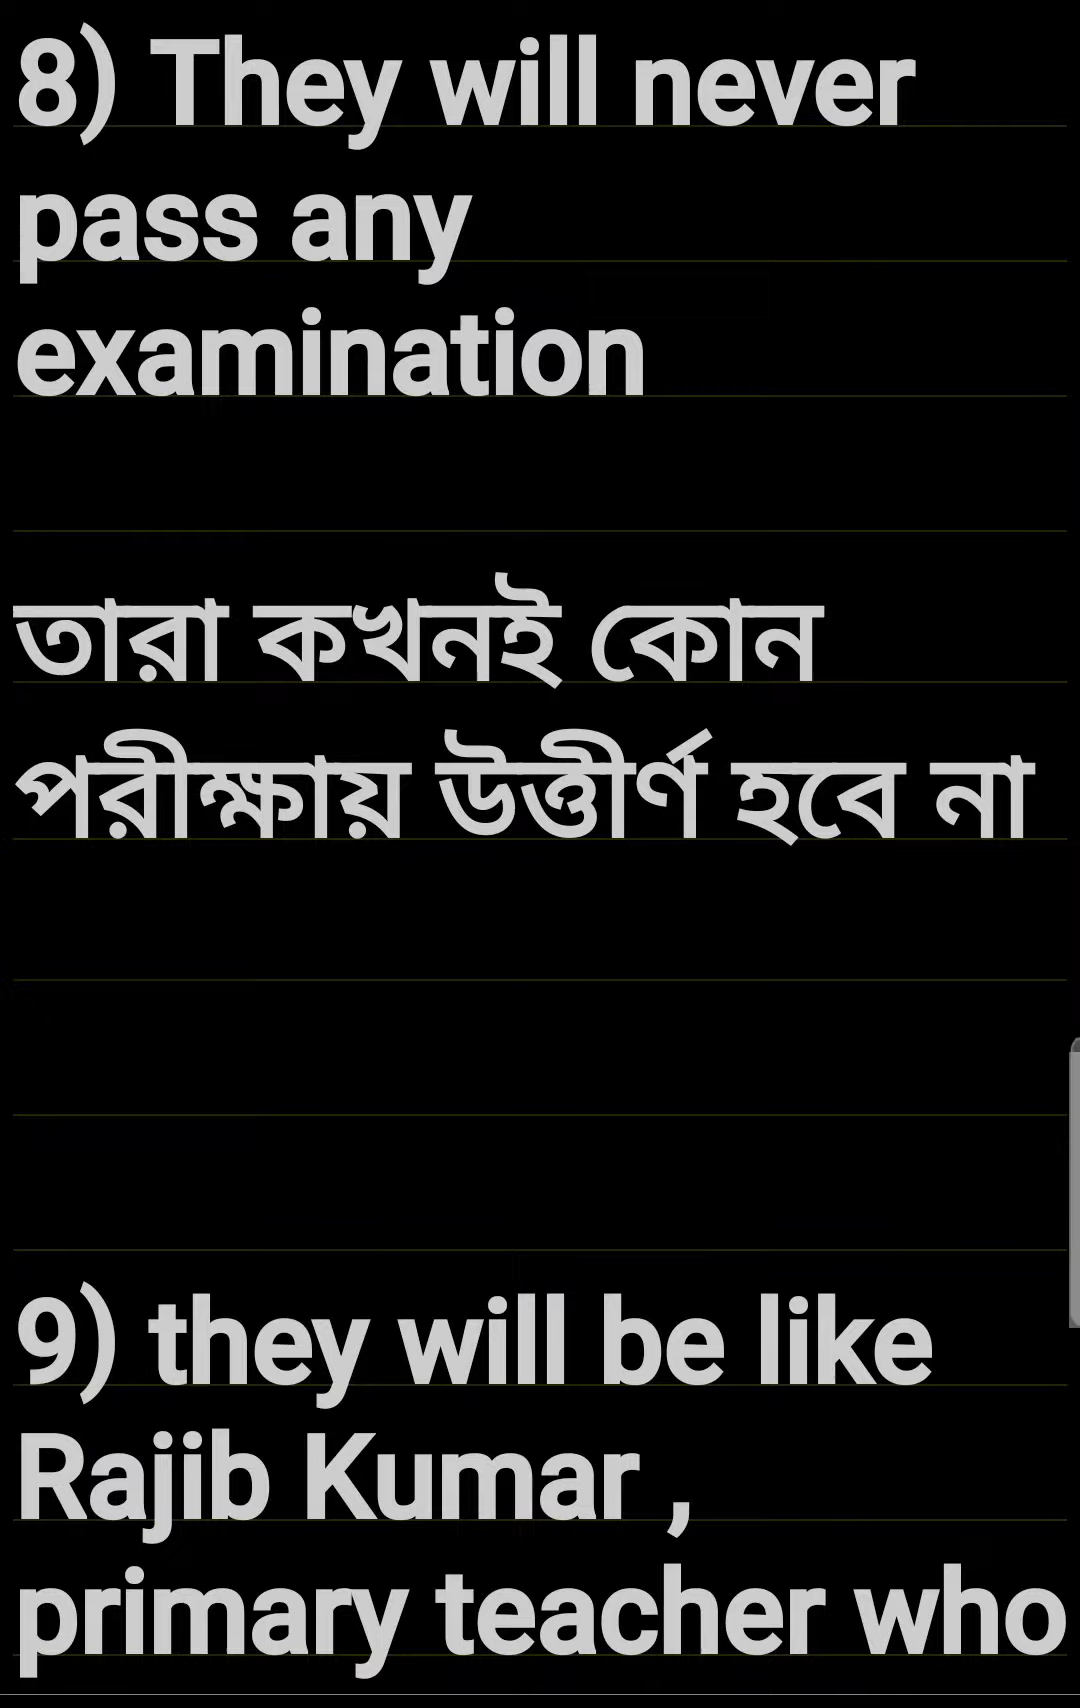 8) They will never
pass any
examination
তারা কখনই কোন
পরীক্ষায় উত্তীর্ণ হবে না
9) they will be like
Rajib Kumar ,
primary teacher who